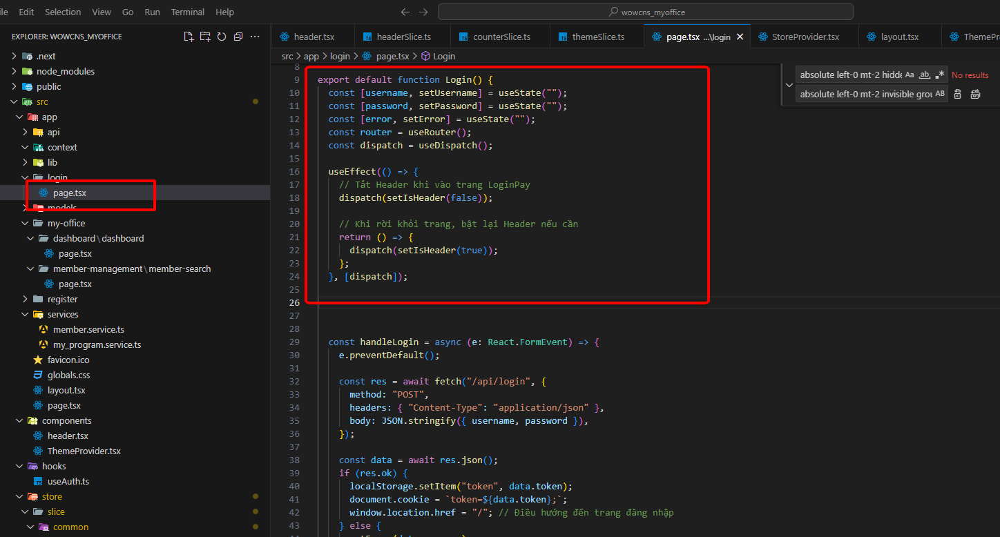 ile Edit Selection View Go Run Terminal Help
wowcns_myoffice
EXPLORER: WOWCNS_MYOFFICE
.next
node_modules
public
src
app
api
context
lib
login
page.tsx
models
my-office
dashboard\dashboard
page.tsx
member-management\member-search
page.tsx
register
services
member.service.ts
my_program.service.ts
favicon.ico
globals.css
layout.tsx
page.tsx
components
header.tsx
ThemeProvider.tsx
hooks
useAuth.ts
store
slice
common
header.tsx
headerSlice.ts
counterSlice.ts
themeSlice.ts
page.tsx ...\login
StoreProvider.tsx
layout.tsx
ThemePr
src > app > login > page.tsx > Login
absolute left-0 mt-2 hidde Aa ab .* No results
absolute left-0 mt-2 invisible grou AB
8
9 export default function Login() {
10 const [username, setUsername] = useState("");
11 const [password, setPassword] = useState("");
12 const [error, setError] = useState("");
13 const router = useRouter();
14 const dispatch = useDispatch();
15
16 useEffect(() => {
17 // Tắt Header khi vào trang LoginPay
18 dispatch(setIsHeader(false));
19
20 // Khi rời khỏi trang, bật lại Header nếu cần
21 return () => {
22 dispatch(setIsHeader(true));
23 };
24 }, [dispatch]);
25
26
27
28
29 const handleLogin = async (e: React.FormEvent) => {
30 e.preventDefault();
31
32 const res = await fetch("/api/login", {
33 method: "POST",
34 headers: { "Content-Type": "application/json" },
35 body: JSON.stringify({ username, password }),
36 });
37
38 const data = await res.json();
39 if (res.ok) {
40 localStorage.setItem("token", data.token);
41 document.cookie = `token=${data.token};`;
42 window.location.href = "/"; // Điều hướng đến trang đăng nhập
43 } else {